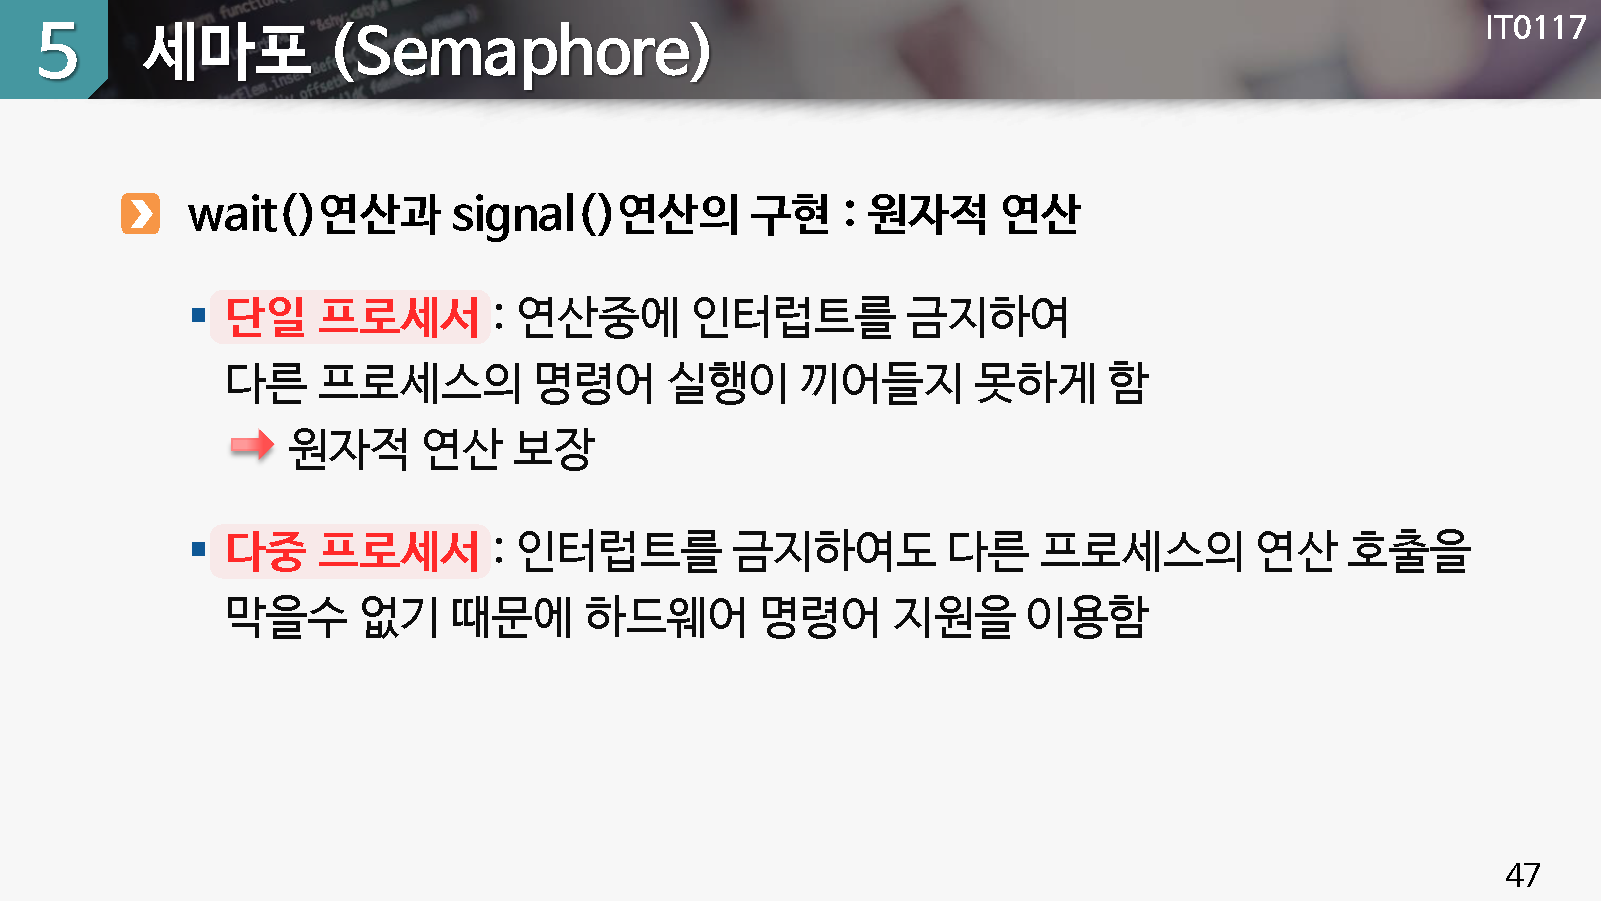 5 세마포 (Semaphore)
IT0117
wait()연산과 signal()연산의 구현 : 원자적 연산
단일 프로세서 : 연산중에 인터럽트를 금지하여
다른 프로세스의 명령어 실행이 끼어들지 못하게 함
원자적 연산 보장
다중 프로세서 : 인터럽트를 금지하여도 다른 프로세스의 연산 호출을
막을수 없기 때문에 하드웨어 명령어 지원을 이용함
47